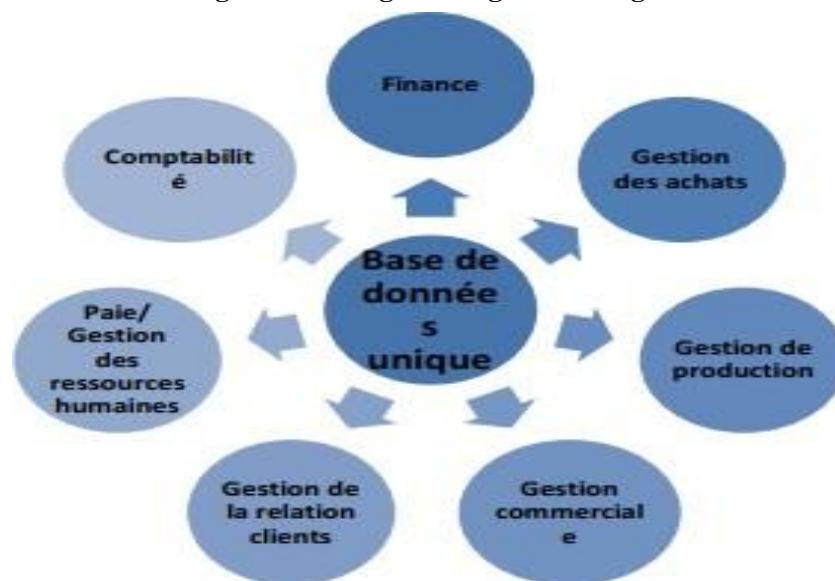 Finance
Gestion
des achats
Gestion de
production
Gestion
commercial
e
Gestion de
la relation
clients
Paie/
Gestion
des
ressources
humaines
Comptabilit
é
Base de
donnée
s
unique